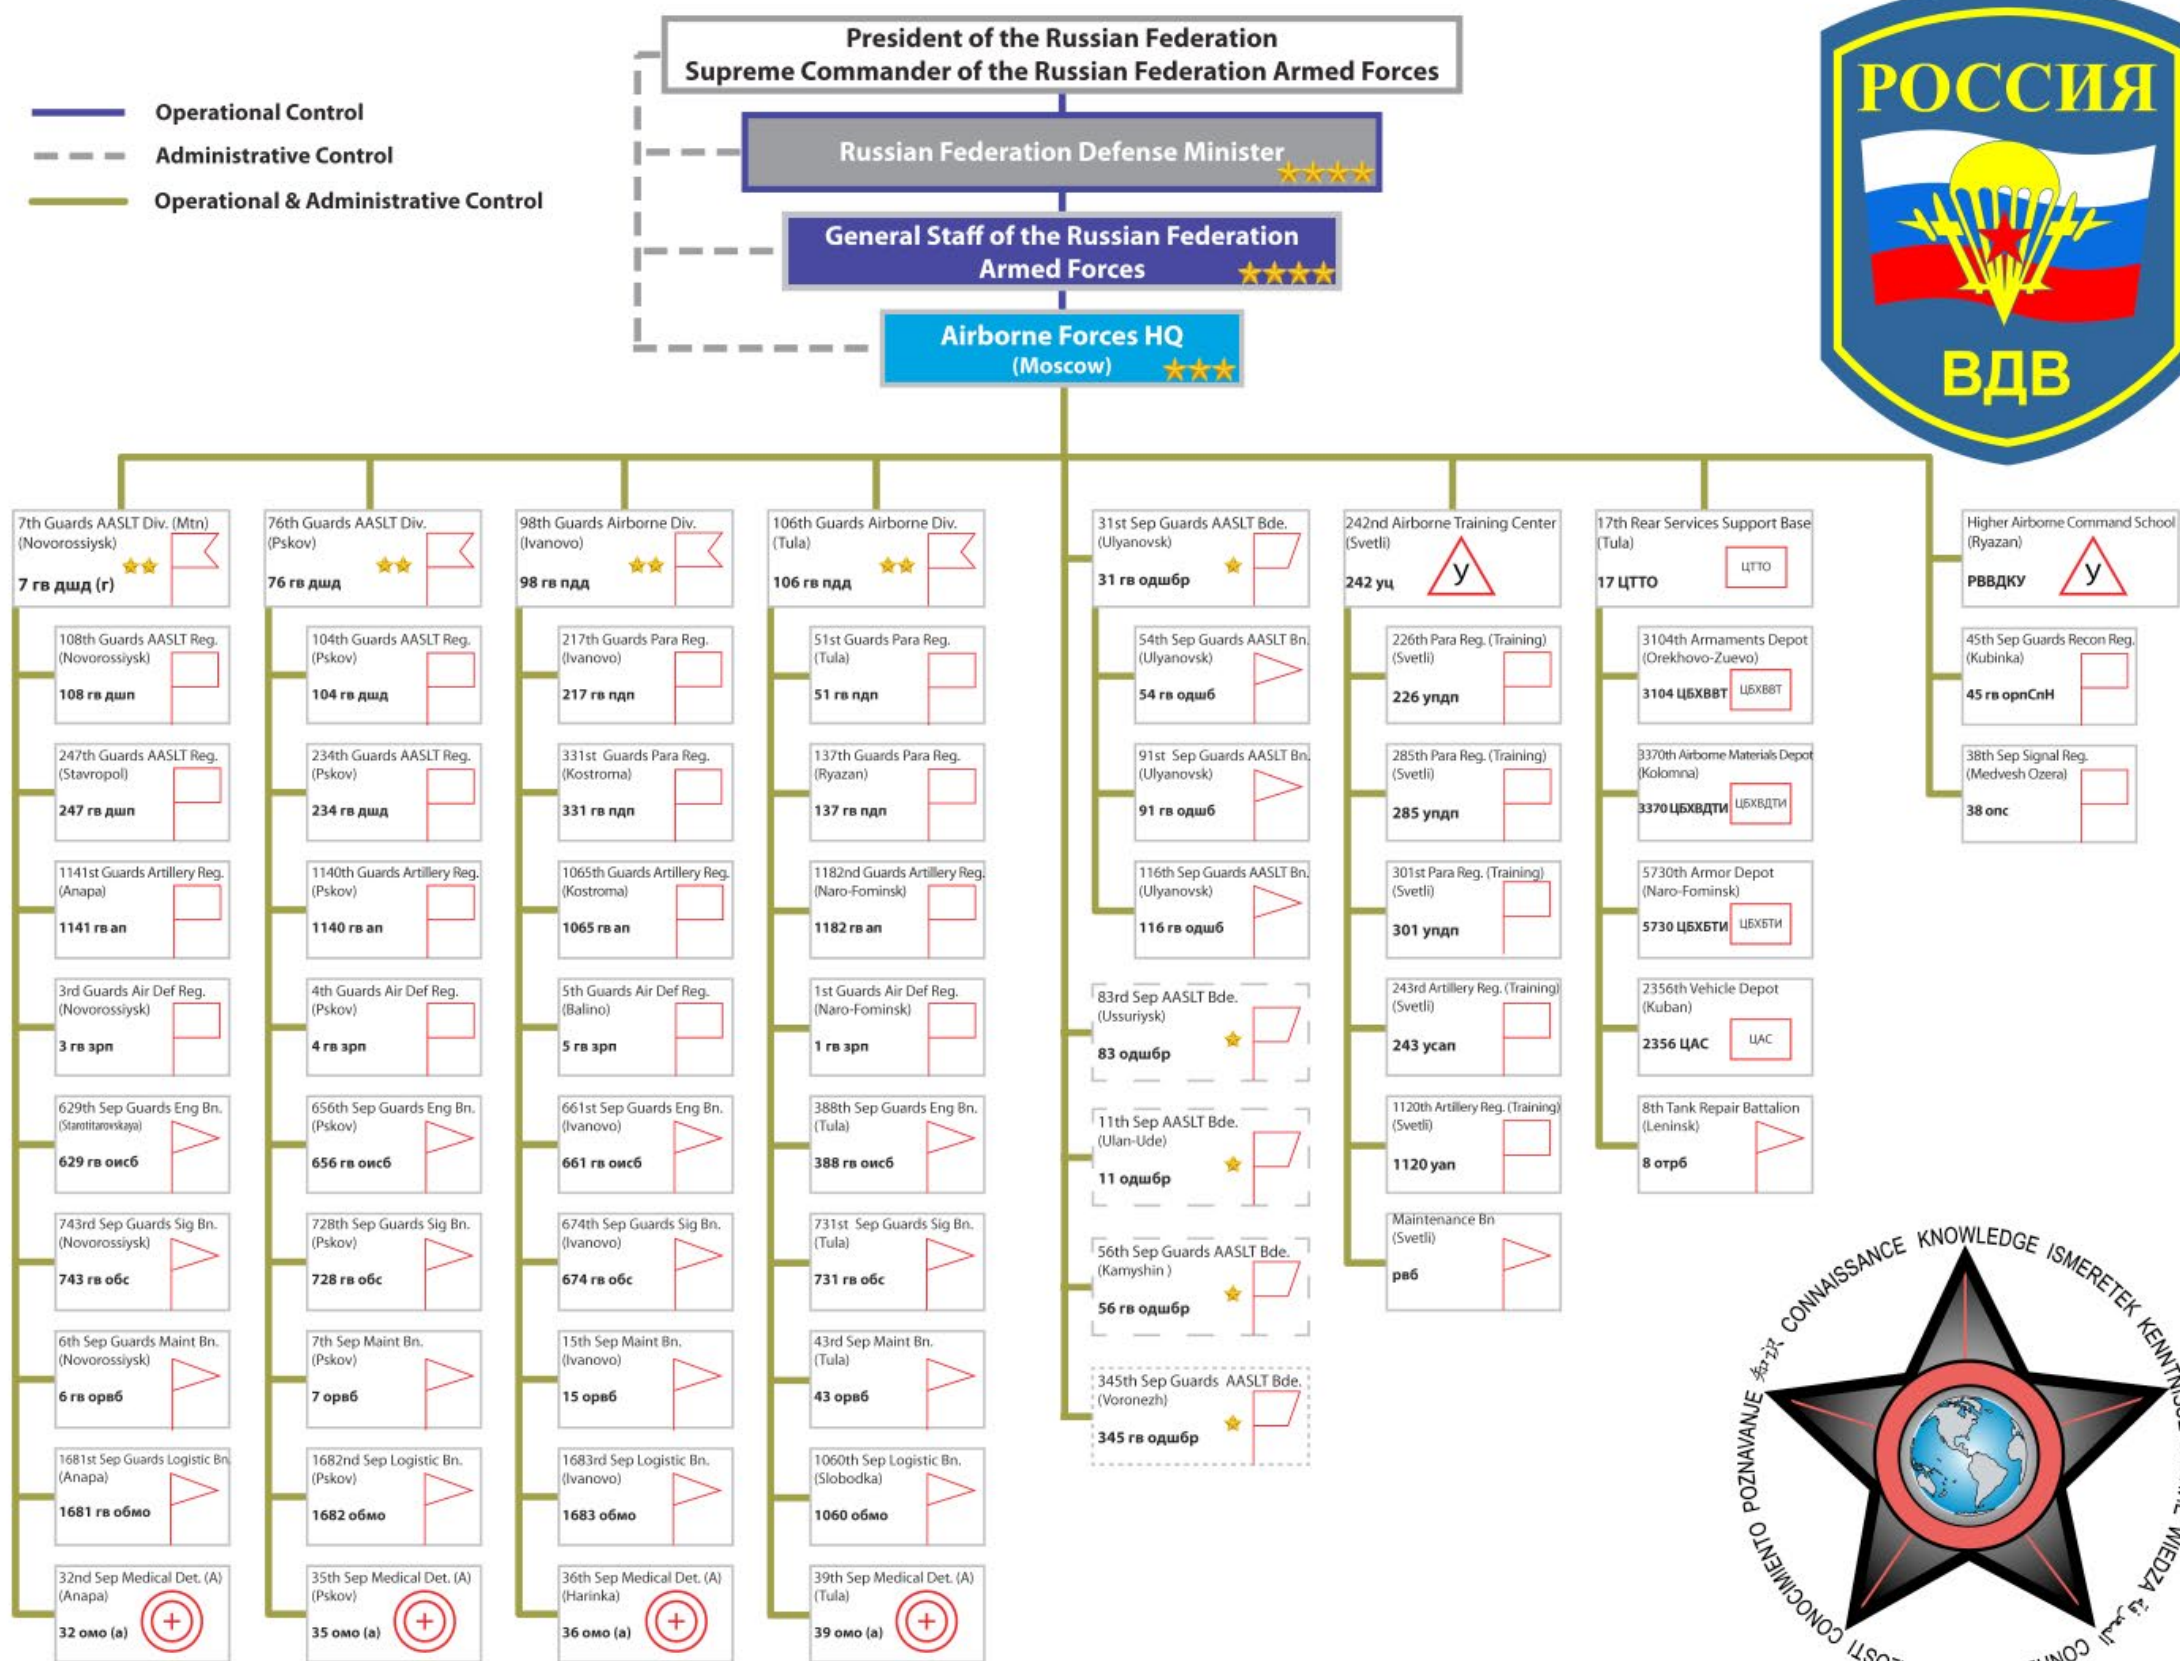 President of the Russian Federation
Supreme Commander of the Russian Federation Armed Forces
Operational Control
Administrative Control
Operational & Administrative Control
Russian Federation Defense Minister
General Staff of the Russian Federation
Armed Forces
Airborne Forces HQ
(Moscow)
РОССИЯ
ВДВ
7th Guards AASLT Div. (Mtn)
(Novorossiysk)
7 гв дшд (г)
108th Guards AASLT Reg.
(Novorossiysk)
108 гв дшп
247th Guards AASLT Reg.
(Stavropol)
247 гв дшп
1141st Guards Artillery Reg.
(Anapa)
1141 гв ап
3rd Guards Air Def Reg.
(Novorossiysk)
3 гв зрп
629th Sep Guards Eng Bn.
(Starotitarovskaya)
629 гв оисб
743rd Sep Guards Sig Bn.
(Novorossiysk)
743 гв обс
6th Sep Guards Maint Bn.
(Novorossiysk)
6 гв орвб
1681st Sep Guards Logistic Bn.
(Anapa)
1681 гв обмо
32nd Sep Medical Det. (A)
(Anapa)
32 омо (а)
76th Guards AASLT Div.
(Pskov)
76 гв дшд
104th Guards AASLT Reg.
(Pskov)
104 гв дшд
234th Guards AASLT Reg.
(Pskov)
234 гв дшд
1140th Guards Artillery Reg.
(Pskov)
1140 гв ап
4th Guards Air Def Reg.
(Pskov)
4 гв зрп
656th Sep Guards Eng Bn.
(Pskov)
656 гв оисб
728th Sep Guards Sig Bn.
(Pskov)
728 гв обс
7th Sep Maint Bn.
(Pskov)
7 орвб
1682nd Sep Logistic Bn.
(Pskov)
1682 обмо
35th Sep Medical Det. (A)
(Pskov)
35 омо (а)
98th Guards Airborne Div.
(Ivanovo)
98 гв пдд
217th Guards Para Reg.
(Ivanovo)
217 гв пдп
331st Guards Para Reg.
(Kostroma)
331 гв пдп
1065th Guards Artillery Reg.
(Kostroma)
1065 гв ап
5th Guards Air Def Reg.
(Balino)
5 гв зрп
661st Sep Guards Eng Bn.
(Ivanovo)
661 гв оисб
674th Sep Guards Sig Bn.
(Ivanovo)
674 гв обс
15th Sep Maint Bn.
(Ivanovo)
15 орвб
1683rd Sep Logistic Bn.
(Ivanovo)
1683 обмо
36th Sep Medical Det. (A)
(Harinka)
36 омо (а)
106th Guards Airborne Div.
(Tula)
106 гв пдд
51st Guards Para Reg.
(Tula)
51 гв пдп
137th Guards Para Reg.
(Ryazan)
137 гв пдп
1182nd Guards Artillery Reg.
(Naro-Fominsk)
1182 гв ап
1st Guards Air Def Reg.
(Naro-Fominsk)
1 гв зрп
388th Sep Guards Eng Bn.
(Tula)
388 гв оисб
731st Sep Guards Sig Bn.
(Tula)
731 гв обс
43rd Sep Maint Bn.
(Tula)
43 орвб
1060th Sep Logistic Bn.
(Slobodka)
1060 обмо
39th Sep Medical Det. (A)
(Tula)
39 омо (а)
31st Sep Guards AASLT Bde.
(Ulyanovsk)
31 гв одшбр
54th Sep Guards AASLT Bn.
(Ulyanovsk)
54 гв одшб
91st Sep Guards AASLT Bn.
(Ulyanovsk)
91 гв одшб
116th Sep Guards AASLT Bn.
(Ulyanovsk)
116 гв одшб
83rd Sep AASLT Bde.
(Ussuriysk)
83 одшбр
11th Sep AASLT Bde.
(Ulan-Ude)
11 одшбр
56th Sep Guards AASLT Bde.
(Kamyshin )
56 гв одшбр
345th Sep Guards AASLT Bde.
(Voronezh)
345 гв одшбр
242nd Airborne Training Center
(Svetli)
242 уц
У
226th Para Reg. (Training)
(Svetli)
226 упдп
285th Para Reg. (Training)
(Svetli)
285 упдп
301st Para Reg. (Training)
(Svetli)
301 упдп
243rd Artillery Reg. (Training)
(Svetli)
243 усап
1120th Artillery Reg. (Training)
(Svetli)
1120 уап
Maintenance Bn
(Svetli)
рвб
17th Rear Services Support Base
(Tula)
17 ЦТТО
ЦТТО
3104th Armaments Depot
(Orekhovo-Zuevo)
3104 ЦБХВВТ
ЦБХВВТ
3370th Airborne Materials Depot
(Kolomna)
3370 ЦБХВДТИ
ЦБХВДТИ
5730th Armor Depot
(Naro-Fominsk)
5730 ЦБХБТИ
ЦБХБТИ
2356th Vehicle Depot
(Kuban)
2356 ЦАС
ЦАС
8th Tank Repair Battalion
(Leninsk)
8 отрб
Higher Airborne Command School
(Ryazan)
РВВДКУ
У
45th Sep Guards Recon Reg.
(Kubinka)
45 гв орпСпН
38th Sep Signal Reg.
(Medvesh Ozera)
38 опс
CONOCIMIENTO POZNAVANJE 知识 CONNAISSANCE KNOWLEDGE ISMERETEK
WIEDZA المعرفة